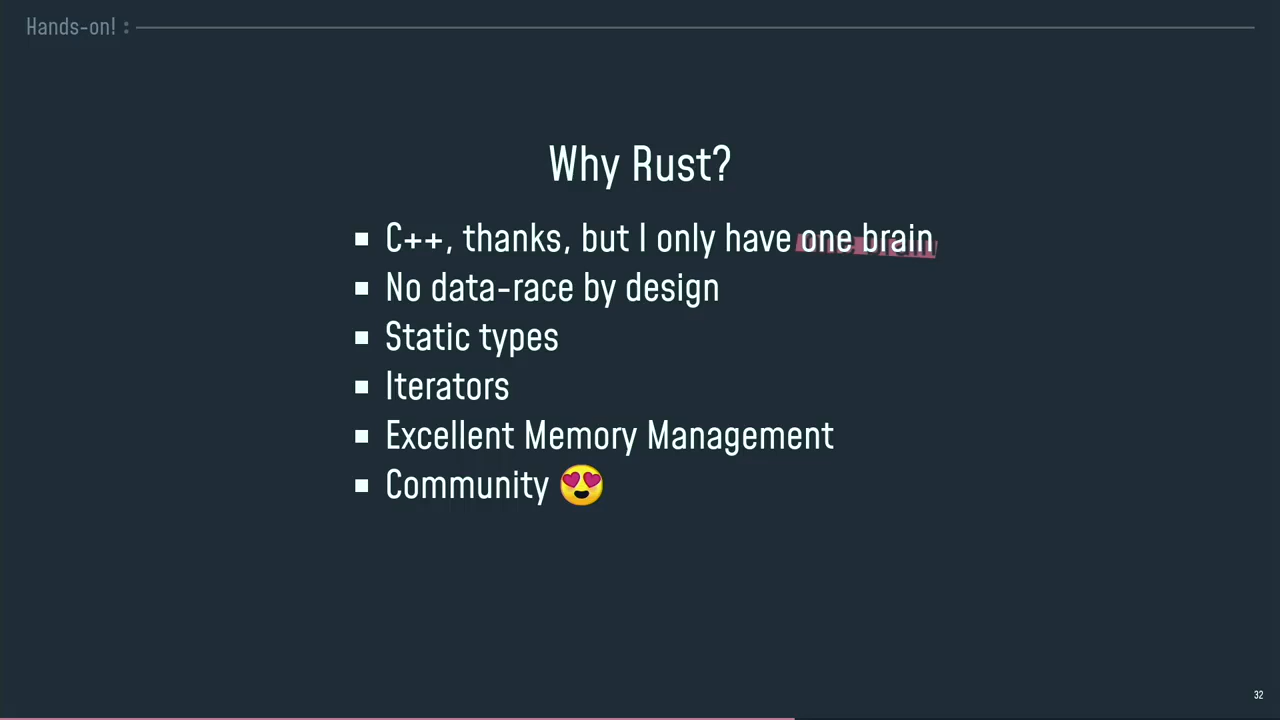 Hands-on! :
Why Rust?
▪ C++, thanks, but I only have one brain
▪ No data-race by design
▪ Static types
▪ Iterators
▪ Excellent Memory Management
▪ Community 😍
32